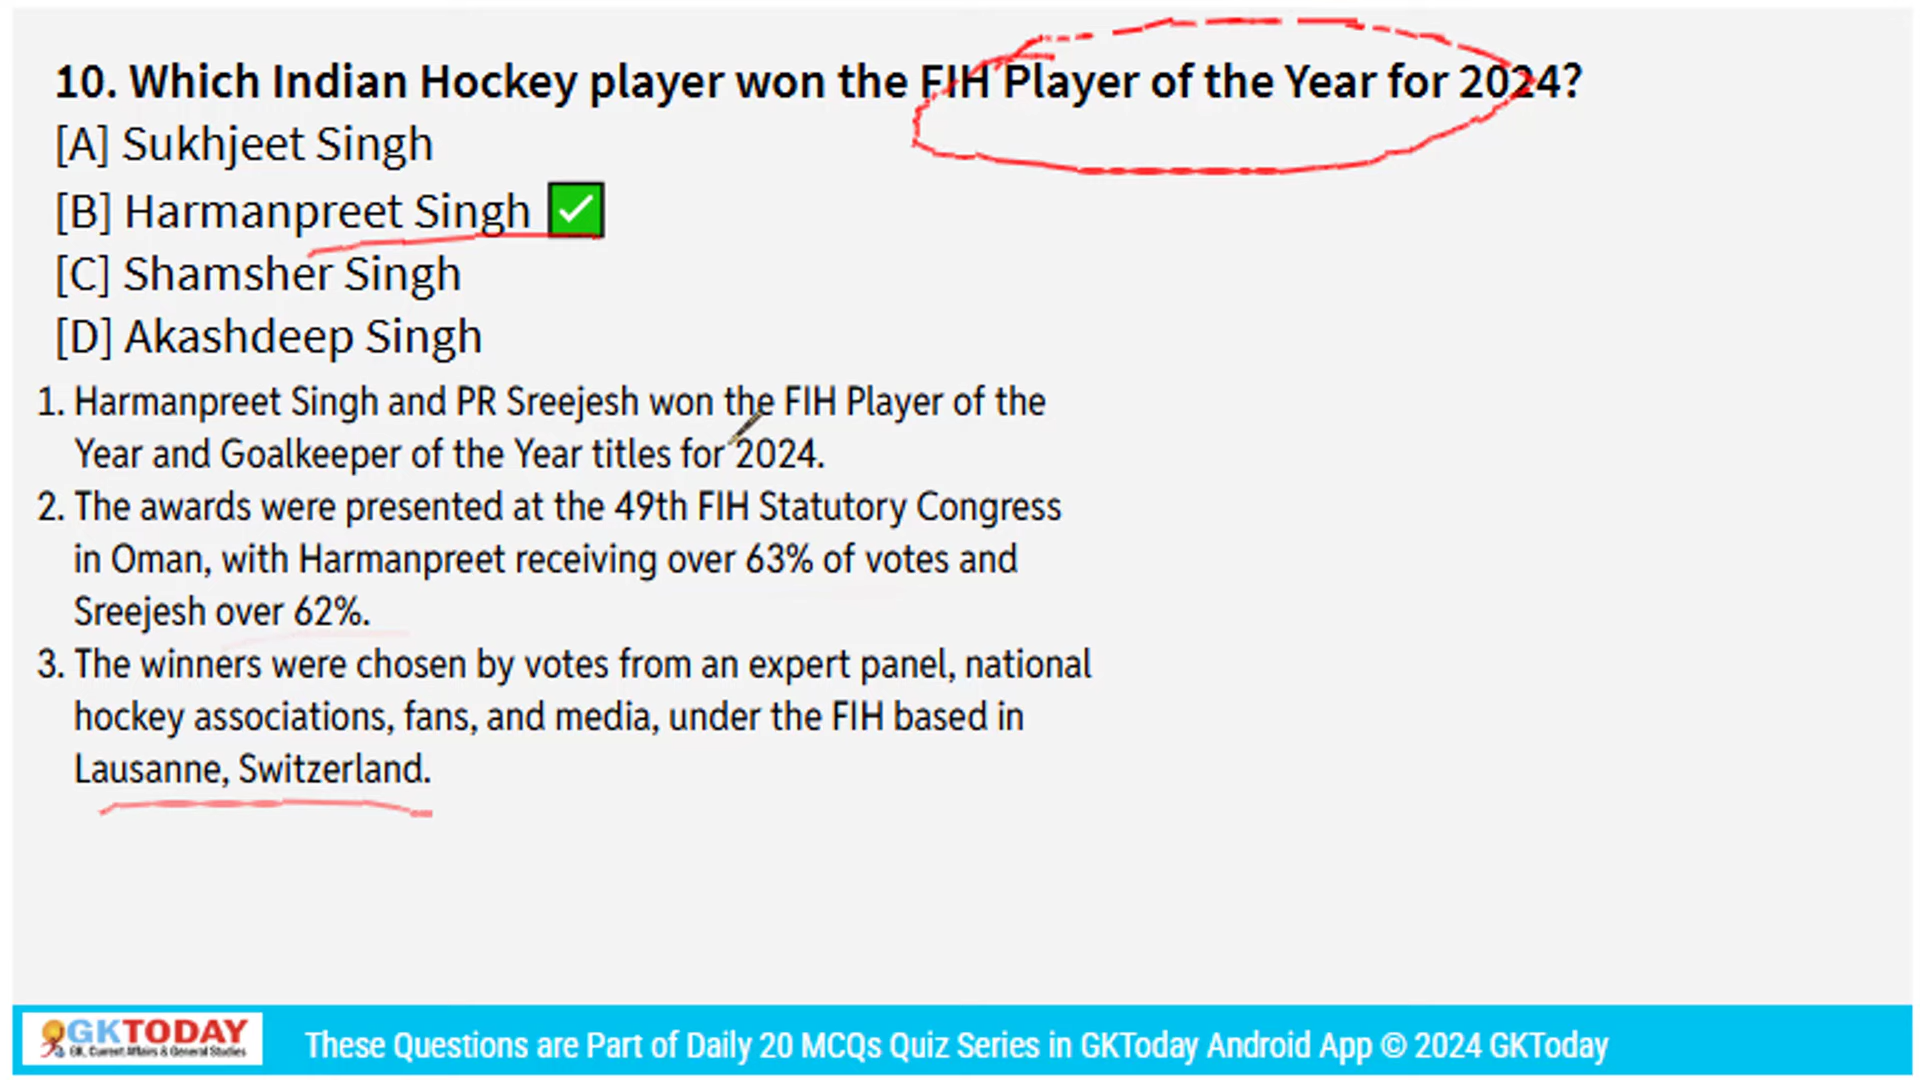 10. Which Indian Hockey player won the FIH Player of the Year for 2024?
[A] Sukhjeet Singh
[B] Harmanpreet Singh
[C] Shamsher Singh
[D] Akashdeep Singh
1. Harmanpreet Singh and PR Sreejesh won the FIH Player of the
Year and Goalkeeper of the Year titles for 2024.
2. The awards were presented at the 49th FIH Statutory Congress
in Oman, with Harmanpreet receiving over 63% of votes and
Sreejesh over 62%.
3. The winners were chosen by votes from an expert panel, national
hockey associations, fans, and media, under the FIH based in
Lausanne, Switzerland.
GKTODAY
GK, Current Affairs & General Studies
These Questions are Part of Daily 20 MCQs Quiz Series in GKToday Android App © 2024 GKToday